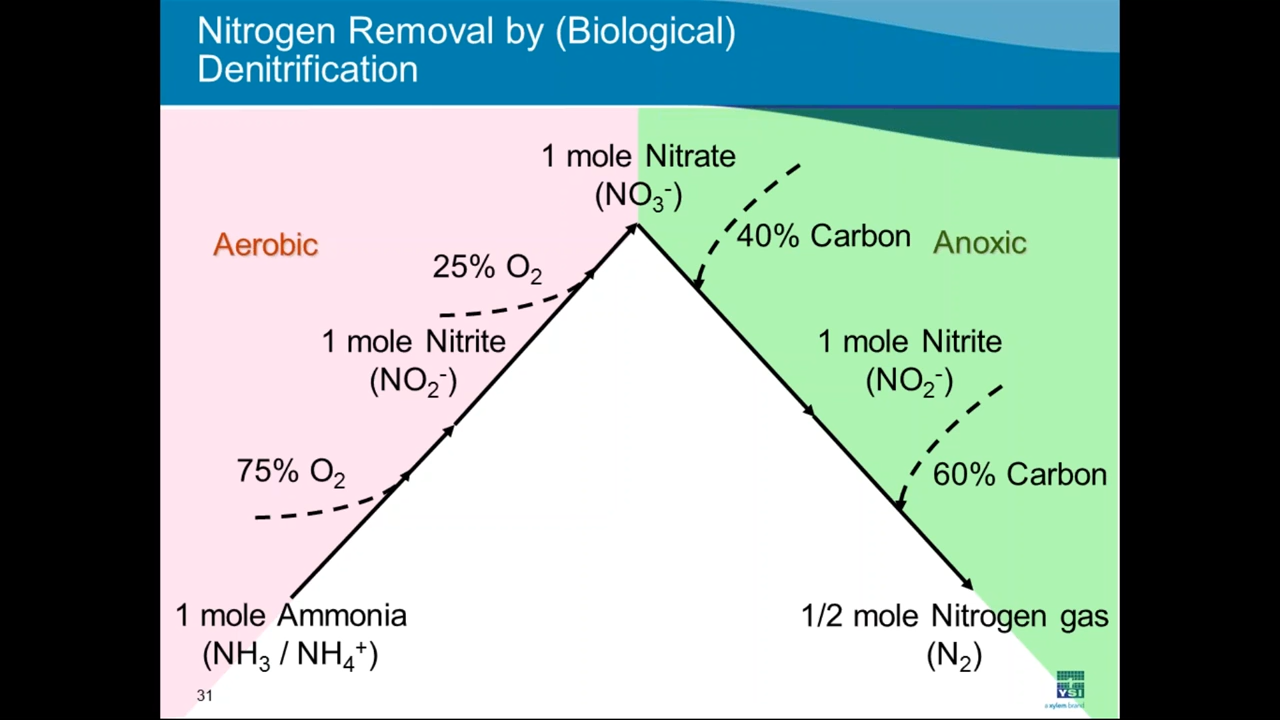 Nitrogen Removal by (Biological)
Denitrification
1 mole Nitrate
(NO₃⁻)
Aerobic
40% Carbon
Anoxic
25% O₂
1 mole Nitrite
(NO₂⁻)
1 mole Nitrite
(NO₂⁻)
75% O₂
60% Carbon
1 mole Ammonia
(NH₃ / NH₄⁺)
1/2 mole Nitrogen gas
(N₂)
31
YSI
a xylem brand